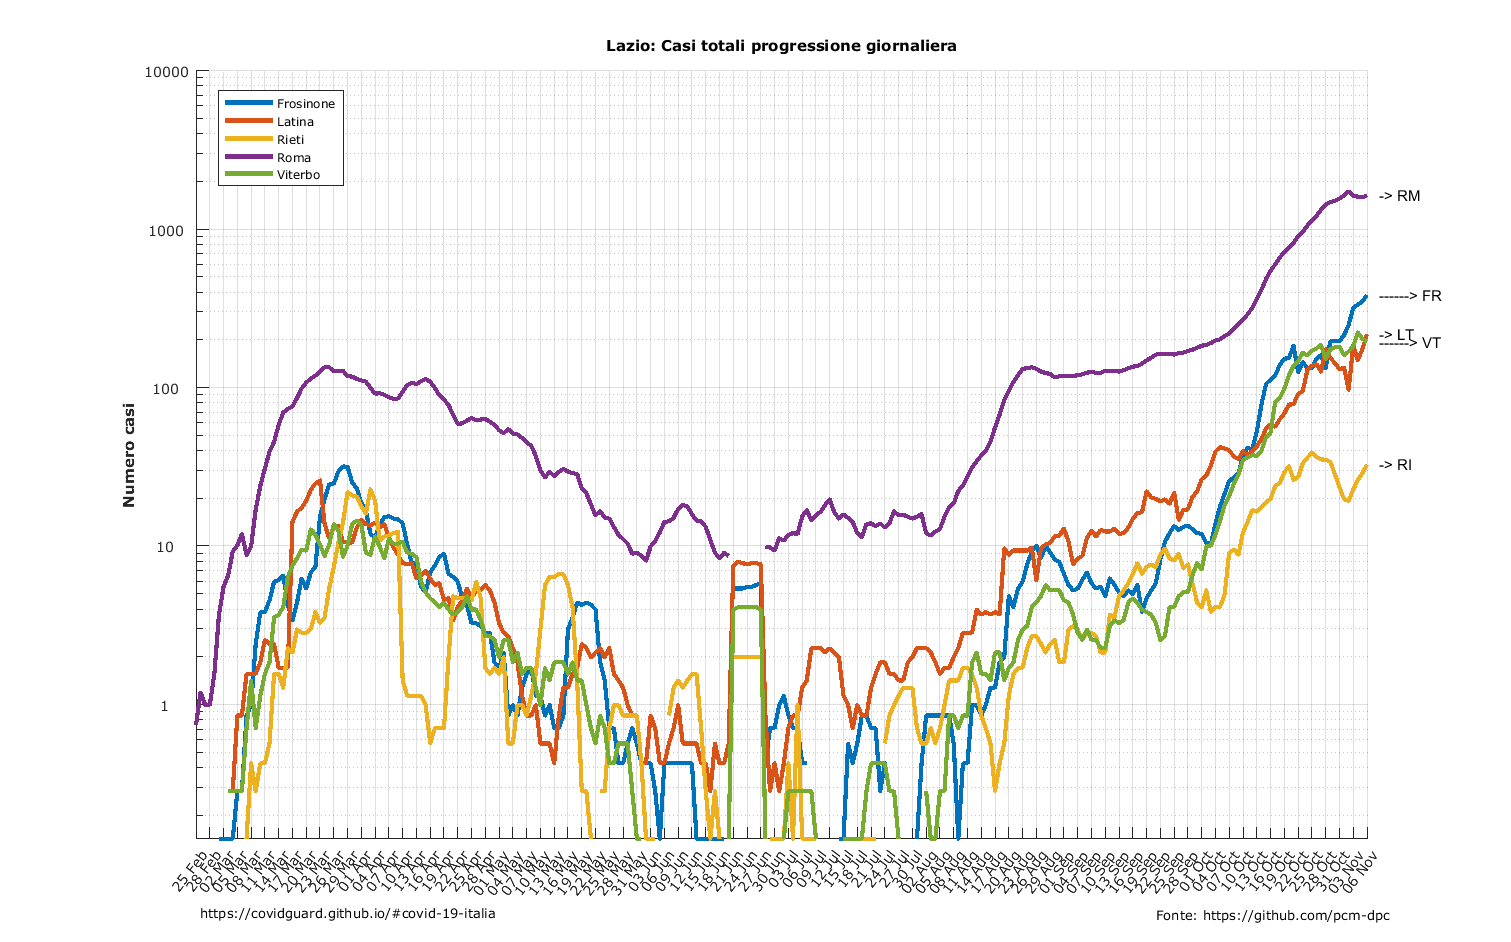 Lazio: Casi totali progressione giornaliera
10000
1000
100
10
1
Numero casi
Frosinone
Latina
Rieti
Roma
Viterbo
-> RM
------> FR
-> LT
------> VT
-> RI
25 Feb
28 Feb
02 Mar
05 Mar
08 Mar
11 Mar
14 Mar
17 Mar
20 Mar
23 Mar
26 Mar
29 Mar
01 Apr
04 Apr
07 Apr
10 Apr
13 Apr
16 Apr
19 Apr
22 Apr
25 Apr
28 Apr
01 May
04 May
07 May
10 May
13 May
16 May
19 May
22 May
25 May
28 May
31 May
03 Jun
06 Jun
09 Jun
12 Jun
15 Jun
18 Jun
21 Jun
24 Jun
27 Jun
30 Jun
03 Jul
06 Jul
09 Jul
12 Jul
15 Jul
18 Jul
21 Jul
24 Jul
27 Jul
30 Jul
02 Aug
05 Aug
08 Aug
11 Aug
14 Aug
17 Aug
20 Aug
23 Aug
26 Aug
29 Aug
01 Sep
04 Sep
07 Sep
10 Sep
13 Sep
16 Sep
19 Sep
22 Sep
25 Sep
28 Sep
01 Oct
04 Oct
07 Oct
10 Oct
13 Oct
16 Oct
19 Oct
22 Oct
25 Oct
28 Oct
31 Oct
03 Nov
06 Nov
https://covidguard.github.io/#covid-19-italia
Fonte: https://github.com/pcm-dpc